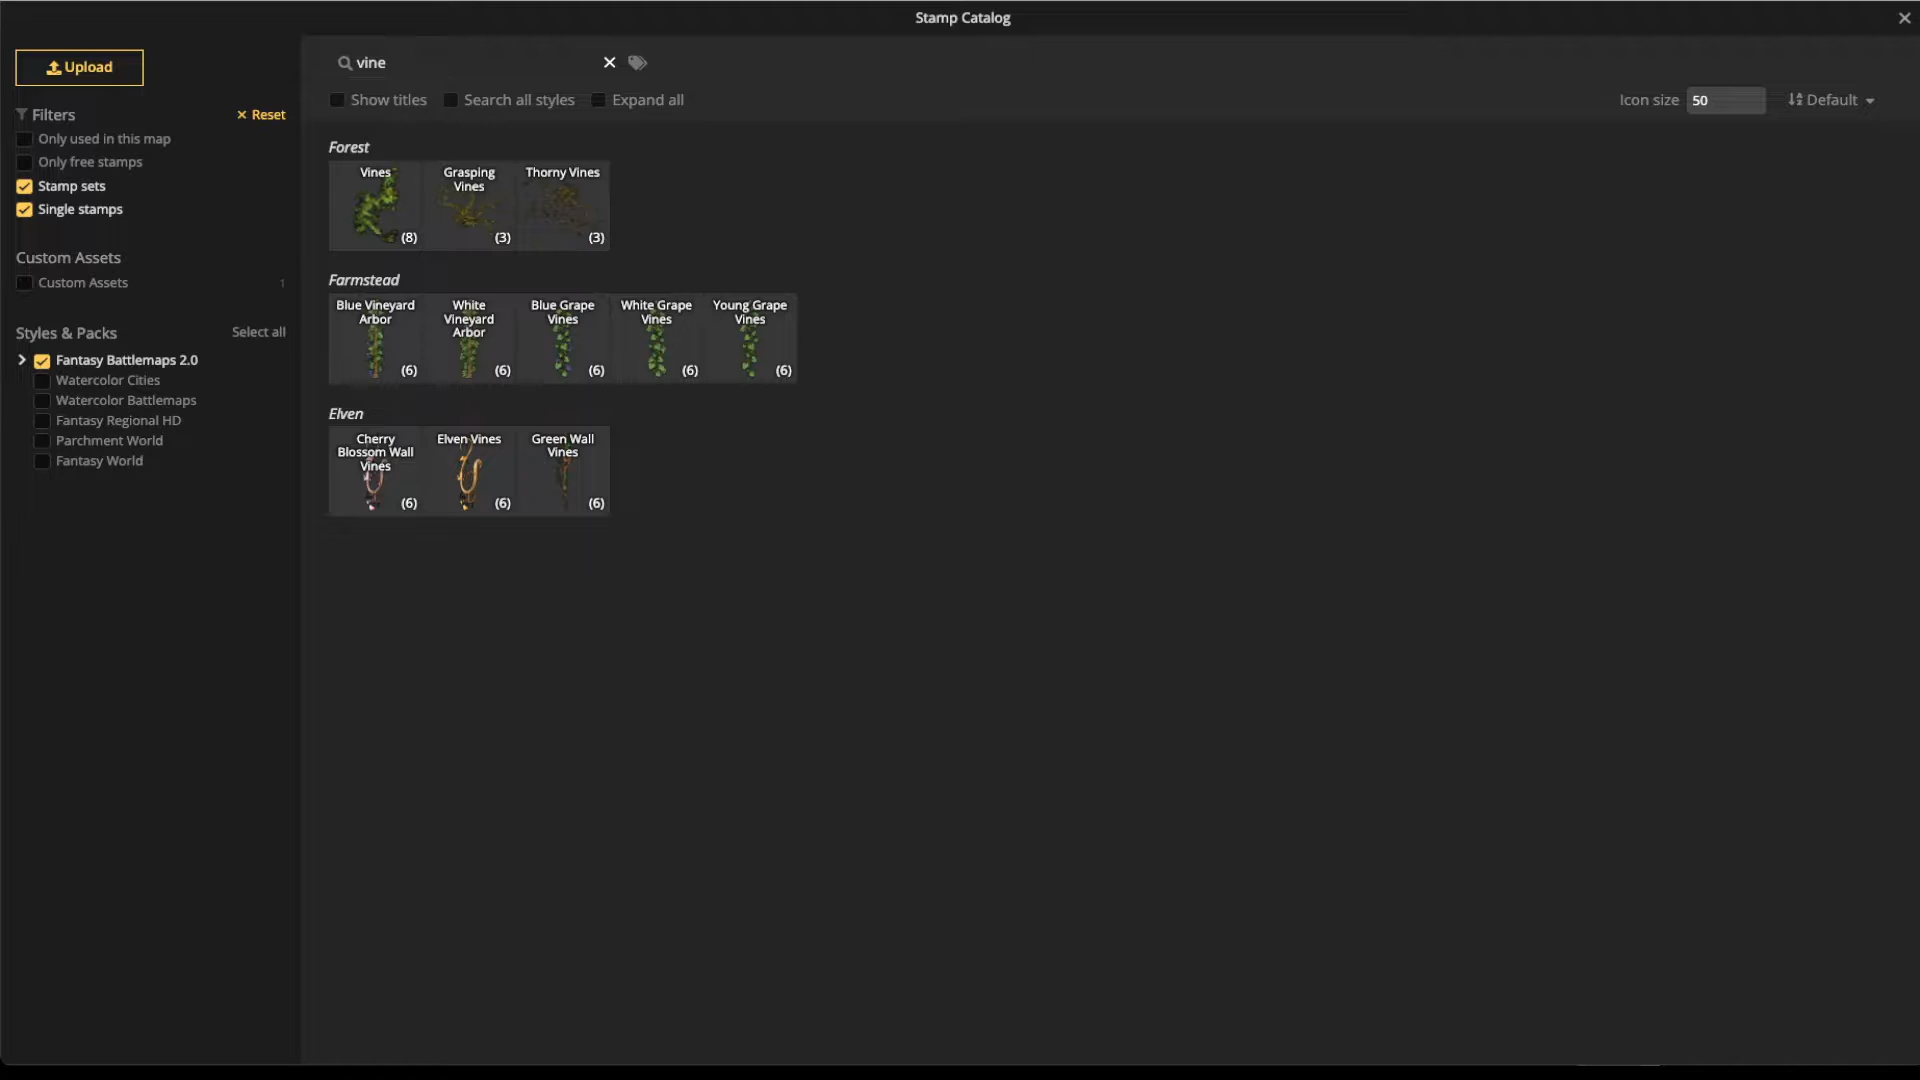 Stamp Catalog
Upload
Filters
Reset
Only used in this map
Only free stamps
Stamp sets
Single stamps
Custom Assets
Custom Assets 1
Styles & Packs Select all
Fantasy Battlemaps 2.0
Watercolor Cities
Watercolor Battlemaps
Fantasy Regional HD
Parchment World
Fantasy World
vine
Show titles Search all styles Expand all
Icon size 50 Default
Forest
Vines
(8)
Grasping
Vines
(3)
Thorny Vines
(3)
Farmstead
Blue Vineyard
Arbor
(6)
White
Vineyard
Arbor
(6)
Blue Grape
Vines
(6)
White Grape
Vines
(6)
Young Grape
Vines
(6)
Elven
Cherry
Blossom Wall
Vines
(6)
Elven Vines
(6)
Green Wall
Vines
(6)